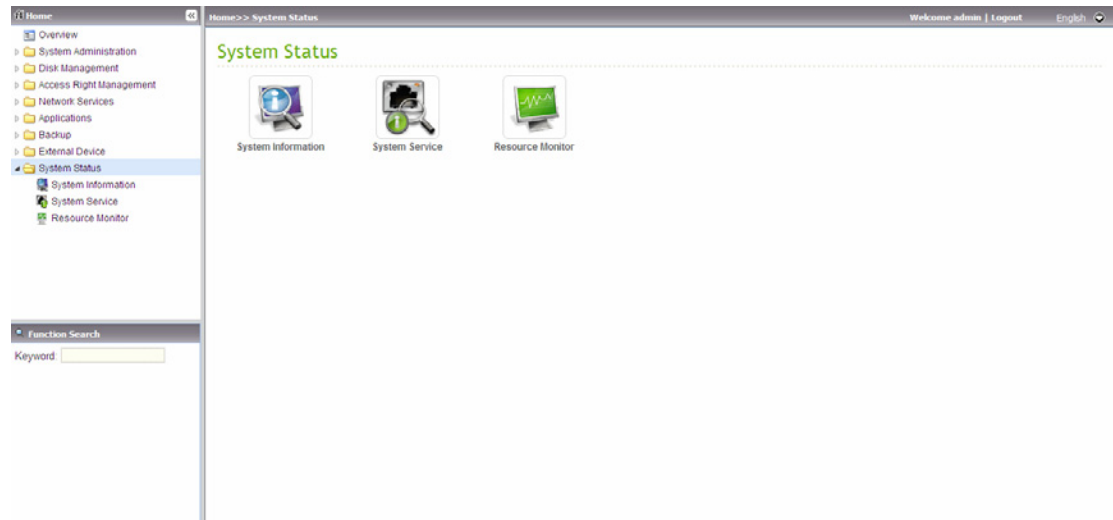 Home
Overview
System Administration
Disk Management
Access Right Management
Network Services
Applications
Backup
External Device
System Status
System Information
System Service
Resource Monitor
Function Search
Keyword:
Home>> System Status
Welcome admin | Logout
English
System Status
System Information
System Service
Resource Monitor